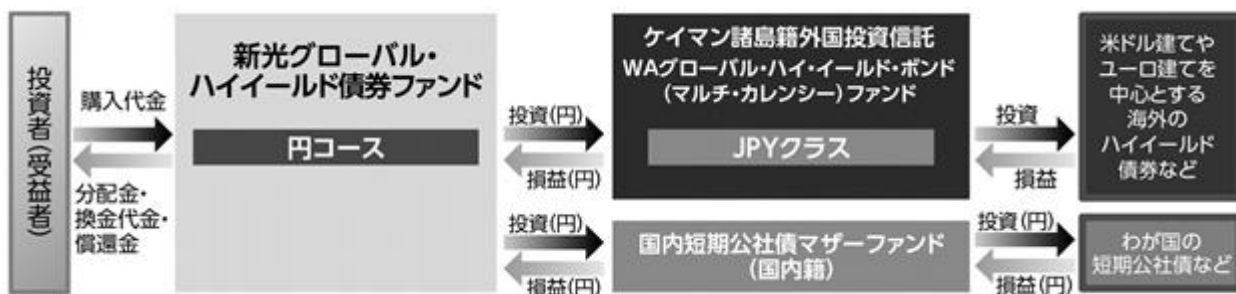 投資者(受益者)
購入代金
分配金・
換金代金・
償還金
新光グローバル・
ハイイールド債券ファンド
円コース
投資(円)
損益(円)
投資(円)
損益(円)
ケイマン諸島籍外国投資信託
WAグローバル・ハイ・イールド・ボンド
(マルチ・カレンシー)ファンド
JPYクラス
国内短期公社債マザーファンド
(国内籍)
投資
損益
投資(円)
損益(円)
米ドル建てや
ユーロ建てを
中心とする
海外の
ハイイールド
債券など
わが国の
短期公社債など